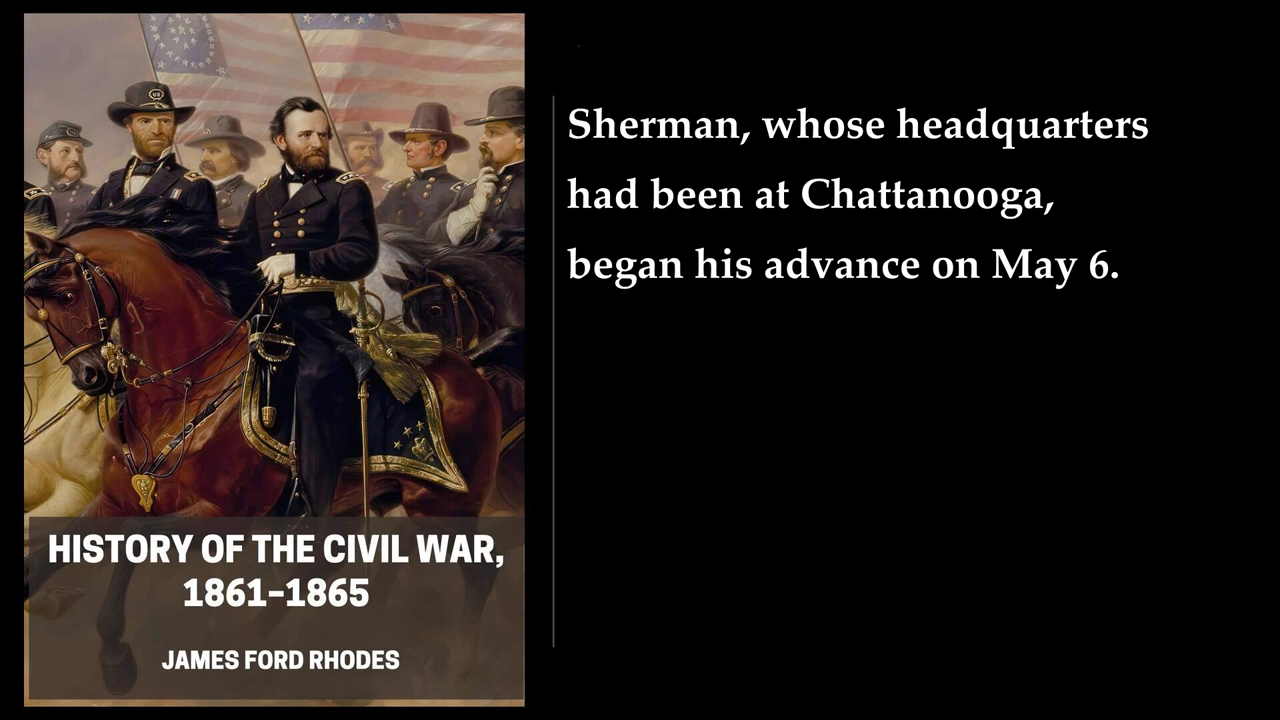 Sherman, whose headquarters
had been at Chattanooga,
began his advance on May 6.
HISTORY OF THE CIVIL WAR,
1861–1865
JAMES FORD RHODES